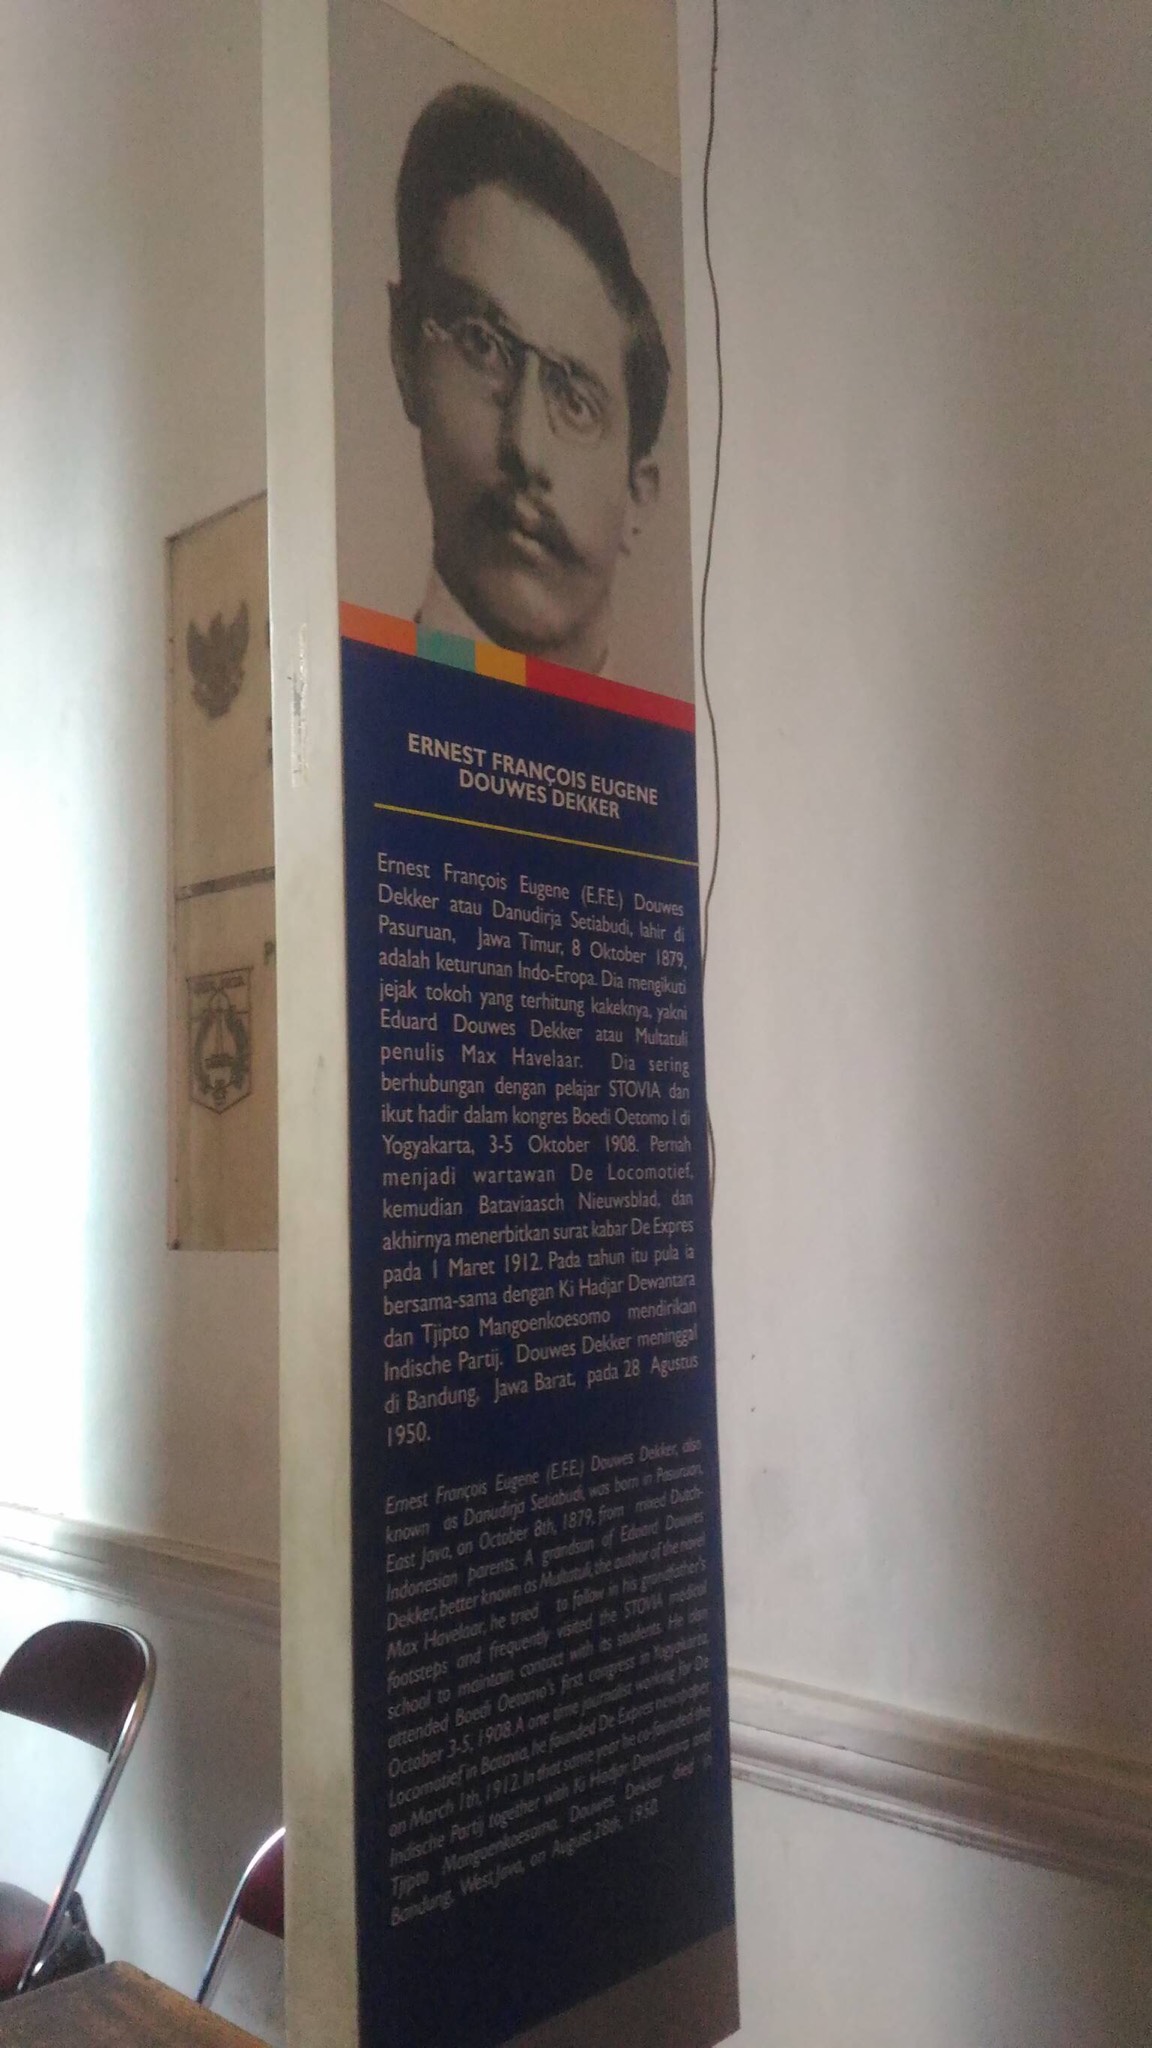 ERNEST FRANÇOIS EUGENE
DOUWES DEKKER
Ernest François Eugene (E.F.E.) Douwes
Dekker atau Danudirja Setiabudi, lahir di
Pasuruan, Jawa Timur, 8 Oktober 1879,
adalah keturunan Indo-Eropa. Dia mengikuti
jejak tokoh yang terhitung kakeknya, yakni
Eduard Douwes Dekker atau Multatuli
penulis Max Havelaar. Dia sering
berhubungan dengan pelajar STOVIA dan
ikut hadir dalam kongres Boedi Oetomo I di
Yogyakarta, 3-5 Oktober 1908. Pernah
menjadi wartawan De Locomotief,
kemudian Bataviaasch Nieuwsblad, dan
akhirnya menerbitkan surat kabar De Expres
pada 1 Maret 1912. Pada tahun itu pula ia
bersama-sama dengan Ki Hadjar Dewantara
dan Tjipto Mangoenkoesomo mendirikan
Indische Partij. Douwes Dekker meninggal
di Bandung, Jawa Barat, pada 28 Agustus
1950.
Ernest François Eugene (E.F.E.) Douwes Dekker, also
known as Danudirja Setiabudi, was born in Pasuruan,
East Java, on October 8th, 1879, from mixed Dutch-
Indonesian parents. A grandson of Eduard Douwes
Dekker, better known as Multatuli, the author of the novel
Max Havelaar, he tried to follow in his grandfather's
footsteps and frequently visited the STOVIA medical
school to maintain contact with its students. He also
attended Boedi Oetomo's first congress in Yogyakarta,
October 3-5, 1908. A one time journalist working for De
Locomotief in Batavia, he founded De Expres newspaper
on March 1th, 1912. In that same year he co-founded the
Indische Partij together with Ki Hadjar Dewantara and
Tjipto Mangoenkoesomo. Douwes Dekker died in
Bandung, West Java, on August 28th, 1950.